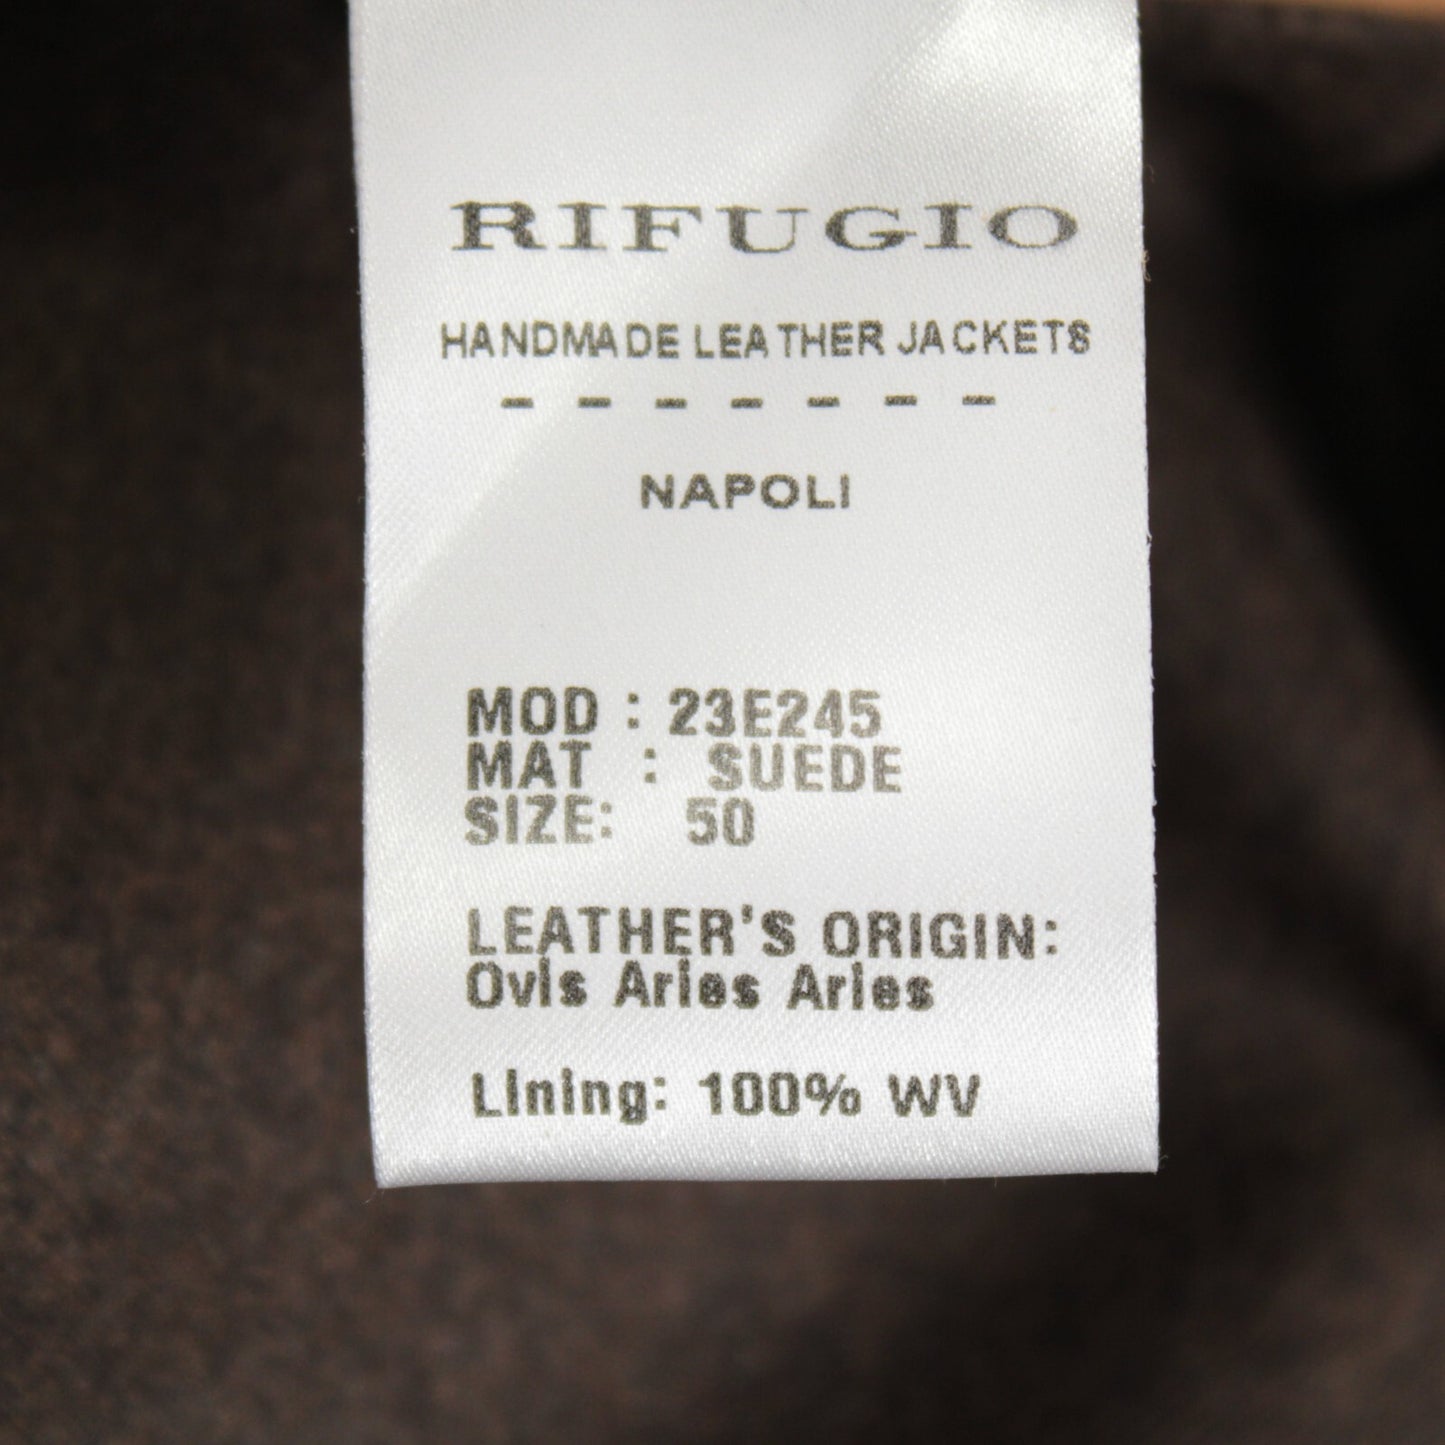 RIFUGIO
HANDMADE LEATHER JACKETS
- - - - - - -
NAPOLI
MOD : 23E245
MAT : SUEDE
SIZE: 50
LEATHER'S ORIGIN:
Ovis Aries Aries
Lining: 100% WV